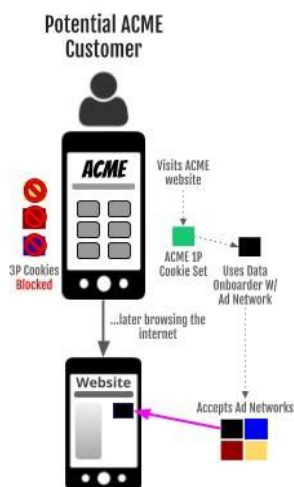 Potential ACME
Customer
ACME
Visits ACME
website
3P Cookies
Blocked
ACME 1P
Cookie Set
Uses Data
Onboarder W/
Ad Network
...later browsing the
internet
Website
Accepts Ad Networks